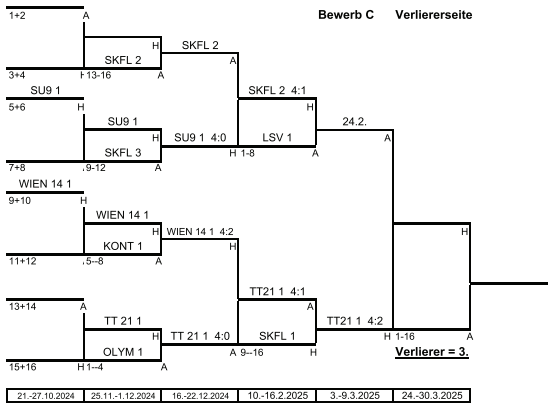 Bewerb C Verliererseite
1+2 A
H SKFL 2
SKFL 2 A
3+4 H 13-16 A
SU9 1 SKFL 2 4:1
5+6 H H
SU9 1 24.2.
H SU9 1 4:0 LSV 1 A
SKFL 3 H 1-8 A
7+8 9-12 A
WIEN 14 1
9+10 H
WIEN 14 1
H WIEN 14 1 4:2 H
KONT 1 H
11+12 5--8 A
TT21 1 4:1
13+14 A A
TT 21 1 TT21 1 4:2
H TT 21 1 4:0 SKFL 1 H 1-16 A
OLYM 1 A 9--16 H Verlierer = 3.
15+16 H 1--4 A
21.-27.10.2024 25.11.-1.12.2024 16.-22.12.2024 10.-16.2.2025 3.-9.3.2025 24.-30.3.2025